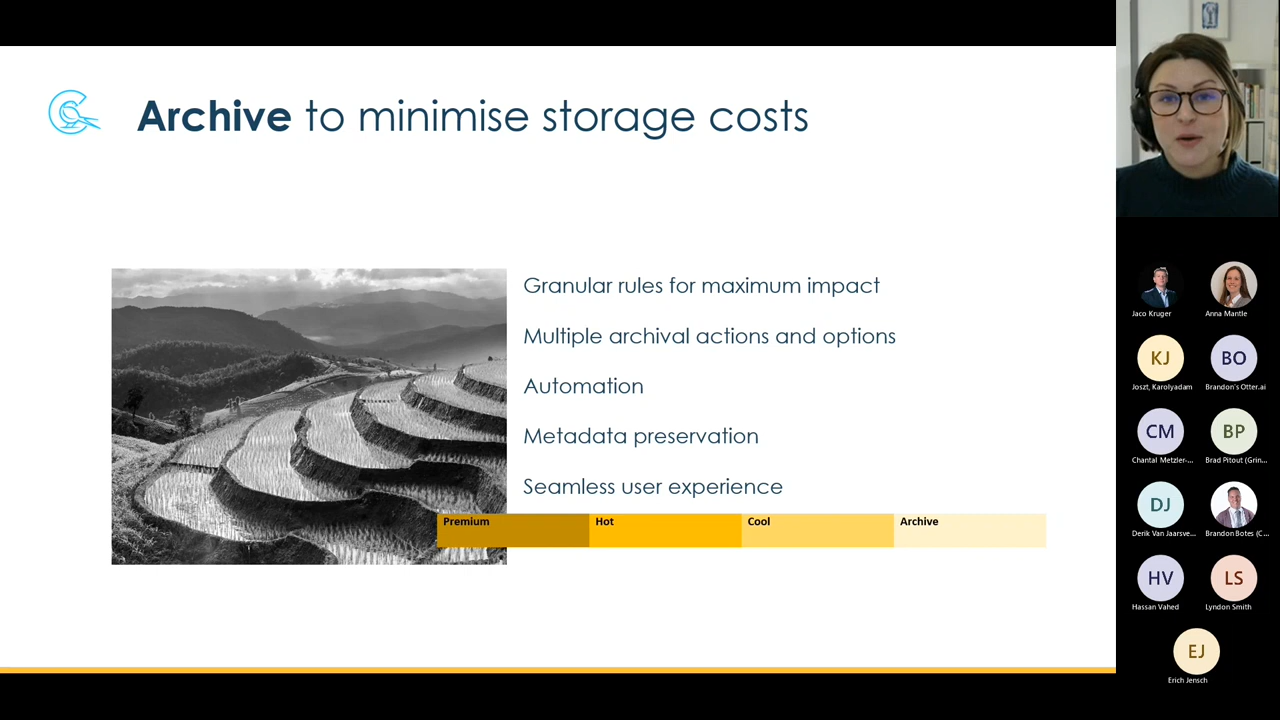 Archive to minimise storage costs
Granular rules for maximum impact
Multiple archival actions and options
Automation
Metadata preservation
Seamless user experience
Premium Hot Cool Archive
Jaco Kruger Anna Mantle
KJ BO
Joszt, Karolyadam Brandon's Otter.ai
CM BP
Chantal Metzler-... Brad Pitout (Grin...
DJ
Derik Van Jaarsve... Brandon Botes (C...
HV LS
Hassan Vahed Lyndon Smith
EJ
Erich Jensch